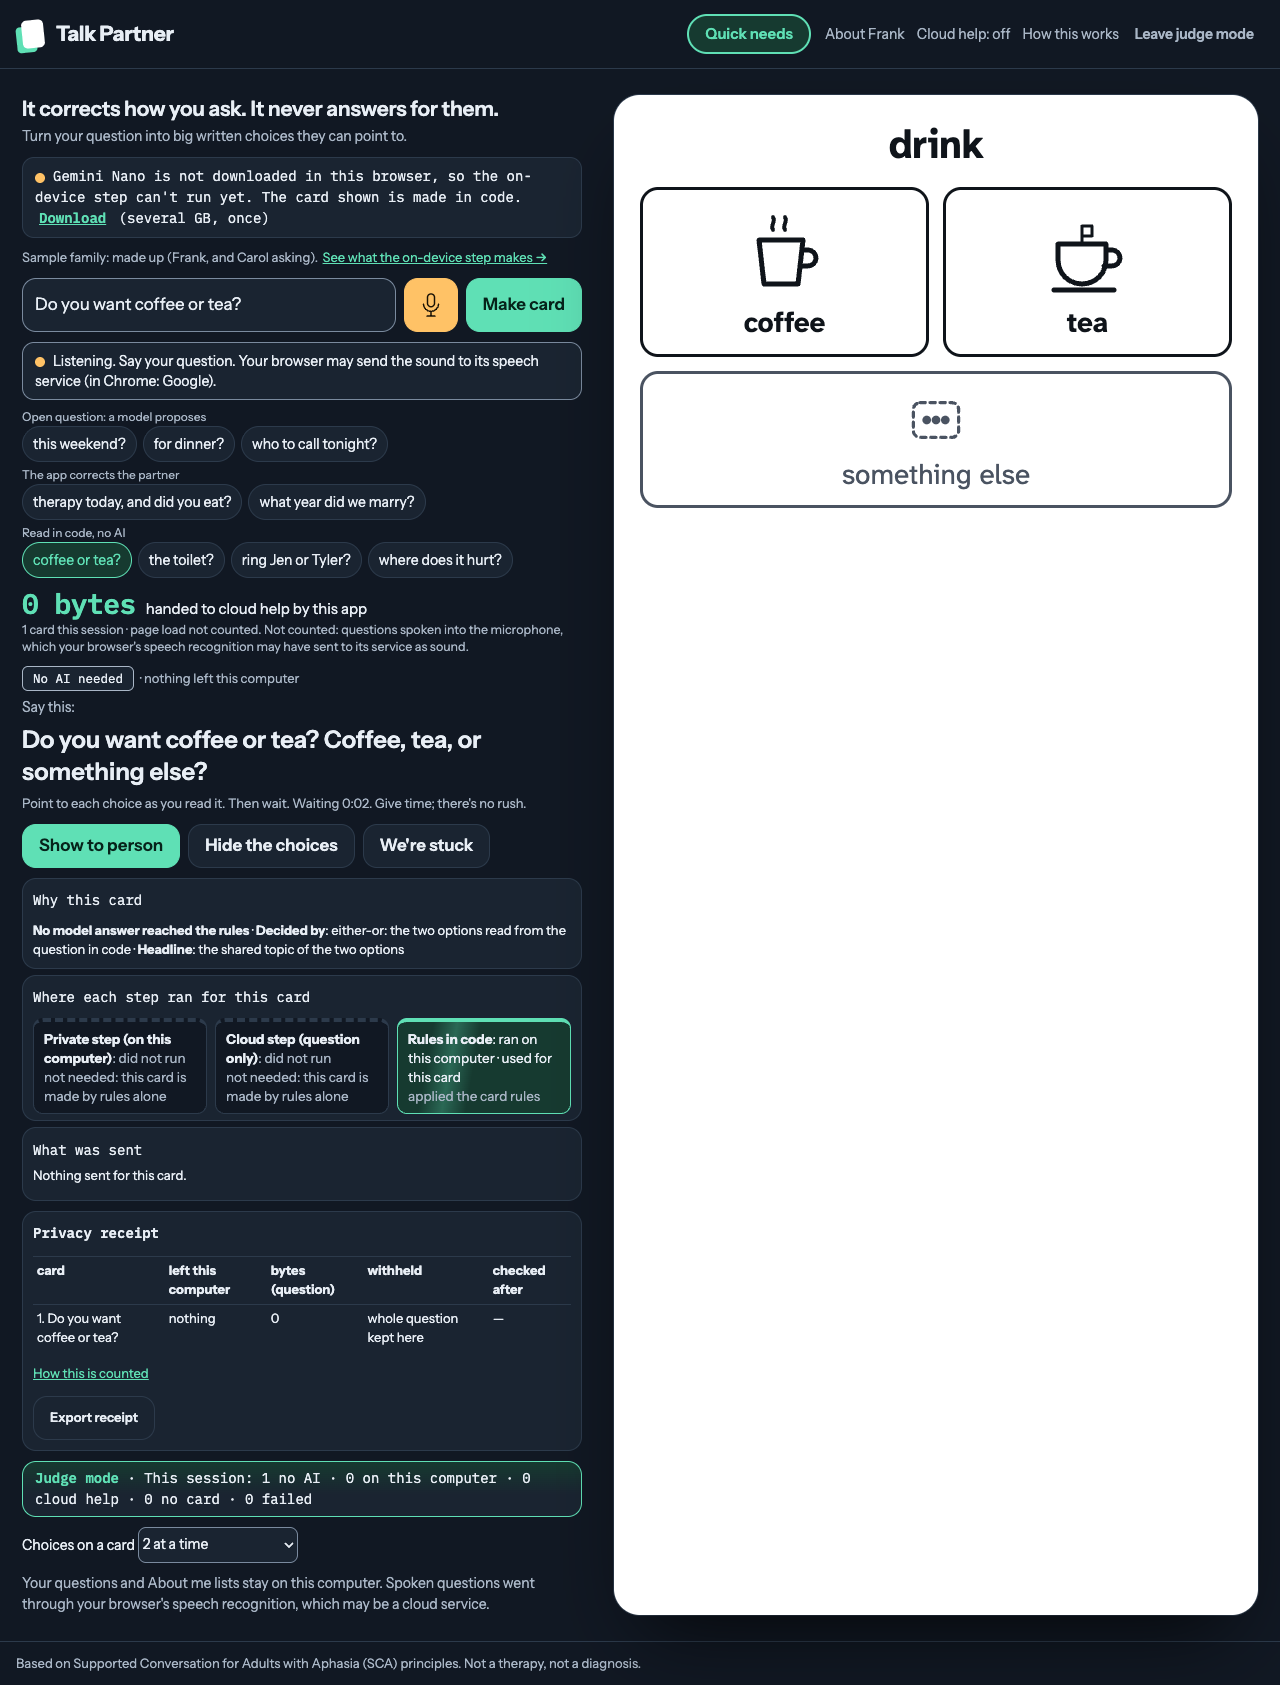 Talk Partner
Quick needs
About Frank
Cloud help: off
How this works
Leave judge mode
It corrects how you ask. It never answers for them.
Turn your question into big written choices they can point to.
Gemini Nano is not downloaded in this browser, so the on-
device step can't run yet. The card shown is made in code.
Download (several GB, once)
Sample family: made up (Frank, and Carol asking). See what the on-device step makes →
Do you want coffee or tea?
Make card
Listening. Say your question. Your browser may send the sound to its speech
service (in Chrome: Google).
Open question: a model proposes
this weekend?
for dinner?
who to call tonight?
The app corrects the partner
therapy today, and did you eat?
what year did we marry?
Read in code, no AI
coffee or tea?
the toilet?
ring Jen or Tyler?
where does it hurt?
0 bytes handed to cloud help by this app
1 card this session · page load not counted. Not counted: questions spoken into the microphone,
which your browser's speech recognition may have sent to its service as sound.
No AI needed · nothing left this computer
Say this:
Do you want coffee or tea? Coffee, tea, or
something else?
Point to each choice as you read it. Then wait. Waiting 0:02. Give time; there's no rush.
Show to person
Hide the choices
We're stuck
Why this card
No model answer reached the rules · Decided by: either-or: the two options read from the
question in code · Headline: the shared topic of the two options
Where each step ran for this card
Private step (on this
computer): did not run
not needed: this card is
made by rules alone
Cloud step (question
only): did not run
not needed: this card is
made by rules alone
Rules in code: ran on
this computer · used for
this card
applied the card rules
What was sent
Nothing sent for this card.
Privacy receipt
card
left this
computer
bytes
(question)
withheld
checked
after
1. Do you want
coffee or tea?
nothing
0
whole question
kept here
—
How this is counted
Export receipt
Judge mode · This session: 1 no AI · 0 on this computer · 0
cloud help · 0 no card · 0 failed
Choices on a card 2 at a time
Your questions and About me lists stay on this computer. Spoken questions went
through your browser's speech recognition, which may be a cloud service.
drink
coffee
tea
something else
Based on Supported Conversation for Adults with Aphasia (SCA) principles. Not a therapy, not a diagnosis.